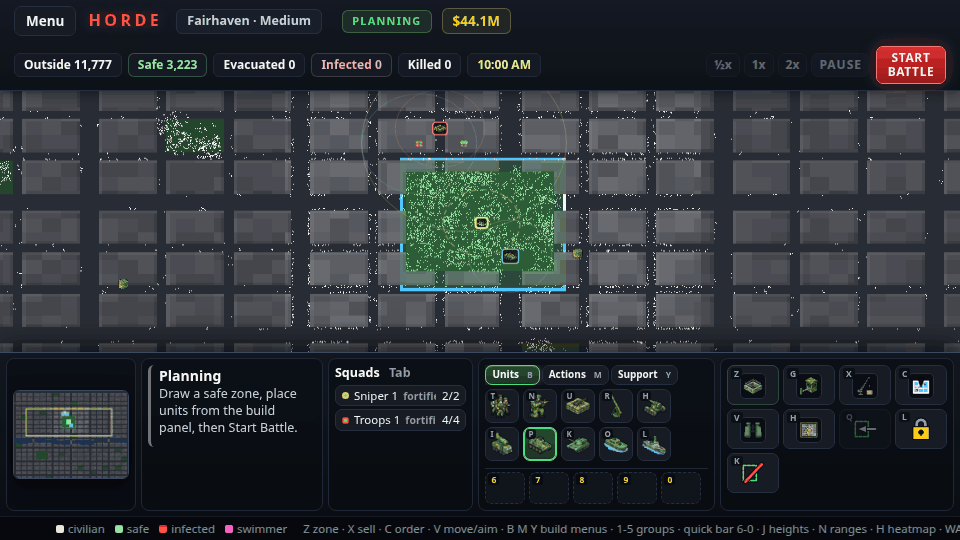 Menu
HORDE
Fairhaven · Medium
PLANNING
$44.1M
Outside 11,777
Safe 3,223
Evacuated 0
Infected 0
Killed 0
10:00 AM
½x
1x
2x
PAUSE
START
BATTLE
Planning
Draw a safe zone, place
units from the build
panel, then Start Battle.
Squads Tab
Sniper 1 fortifi 2/2
Troops 1 fortifi 4/4
Units B
Actions M
Support Y
T
N
U
R
H
I
P
K
O
L
6
7
8
9
0
Z
G
X
C
V
H
Q
L
K
civilian
safe
infected
swimmer
Z zone · X sell · C order · V move/aim · B M Y build menus · 1-5 groups · quick bar 6-0 · J heights · N ranges · H heatmap · WA